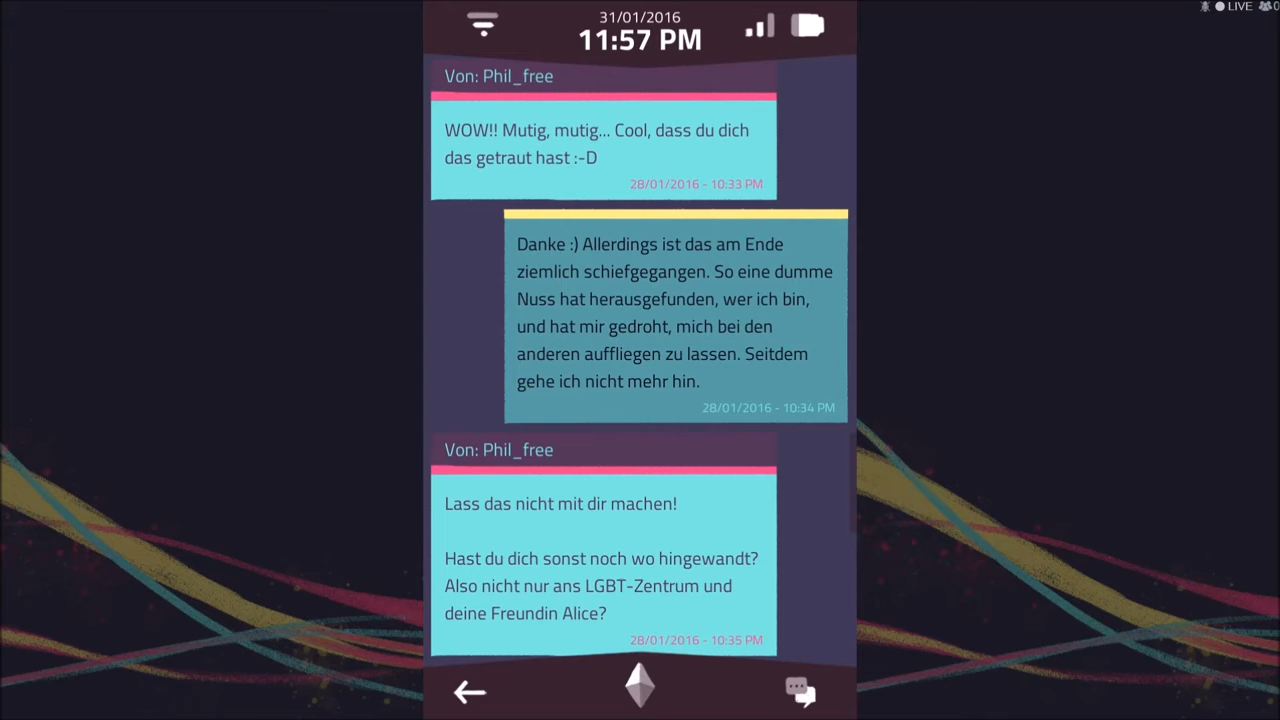 LIVE 0
31/01/2016
11:57 PM
Von: Phil_free
WOW!! Mutig, mutig... Cool, dass du dich
das getraut hast :-D
28/01/2016 - 10:33 PM
Danke :) Allerdings ist das am Ende
ziemlich schiefgegangen. So eine dumme
Nuss hat herausgefunden, wer ich bin,
und hat mir gedroht, mich bei den
anderen auffliegen zu lassen. Seitdem
gehe ich nicht mehr hin.
28/01/2016 - 10:34 PM
Von: Phil_free
Lass das nicht mit dir machen!
Hast du dich sonst noch wo hingewandt?
Also nicht nur ans LGBT-Zentrum und
deine Freundin Alice?
28/01/2016 - 10:35 PM